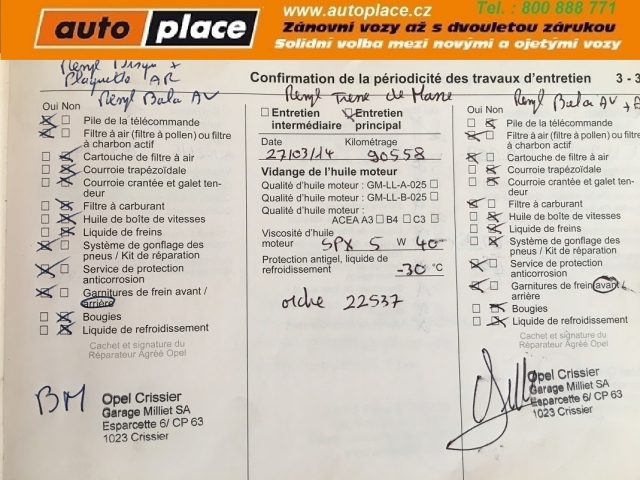 auto place
www.autoplace.cz
Tel. : 800 888 771
Zánovní vozy až s dvouletou zárukou
Solidní volba mezi novými a ojetými vozy
Confirmation de la périodicité des travaux d'entretien 3 - 3
Plaquette AR
Oui Non
Pile de la télécommande
Filtre à air (filtre à pollen) ou filtre
à charbon actif
Cartouche de filtre à air
Courroie trapézoïdale
Courroie crantée et galet ten-
deur
Filtre à carburant
Huile de boîte de vitesses
Liquide de freins
Système de gonflage des
pneus / Kit de réparation
Service de protection
anticorrosion
Garnitures de frein avant /
arrière
Bougies
Liquide de refroidissement
Cachet et signature du
Réparateur Agréé Opel
BM
Opel Crissier
Garage Milliet SA
Esparcette 6/ CP 63
1023 Crissier
Entretien
intermédiaire
Entretien
principal
Date Kilométrage
27/03/14 90558
Vidange de l'huile moteur
Qualité d'huile moteur : GM-LL-A-025
Qualité d'huile moteur : GM-LL-B-025
Qualité d'huile moteur :
ACEA A3 B4 C3
Viscosité d'huile
moteur 5 W 40
Protection antigel, liquide de
refroidissement -30 °C
22537
Oui Non
Pile de la télécommande
Filtre à air (filtre à pollen) ou filtre
à charbon actif
Cartouche de filtre à air
Courroie trapézoïdale
Courroie crantée et galet ten-
deur
Filtre à carburant
Huile de boîte de vitesses
Liquide de freins
Système de gonflage des
pneus / Kit de réparation
Service de protection
anticorrosion
Garnitures de frein avant /
arrière
Bougies
Liquide de refroidissement
Cachet et signature du
Réparateur Agréé Opel
Opel Crissier
Garage Milliet SA
Esparcette 6/ CP 63
1023 Crissier